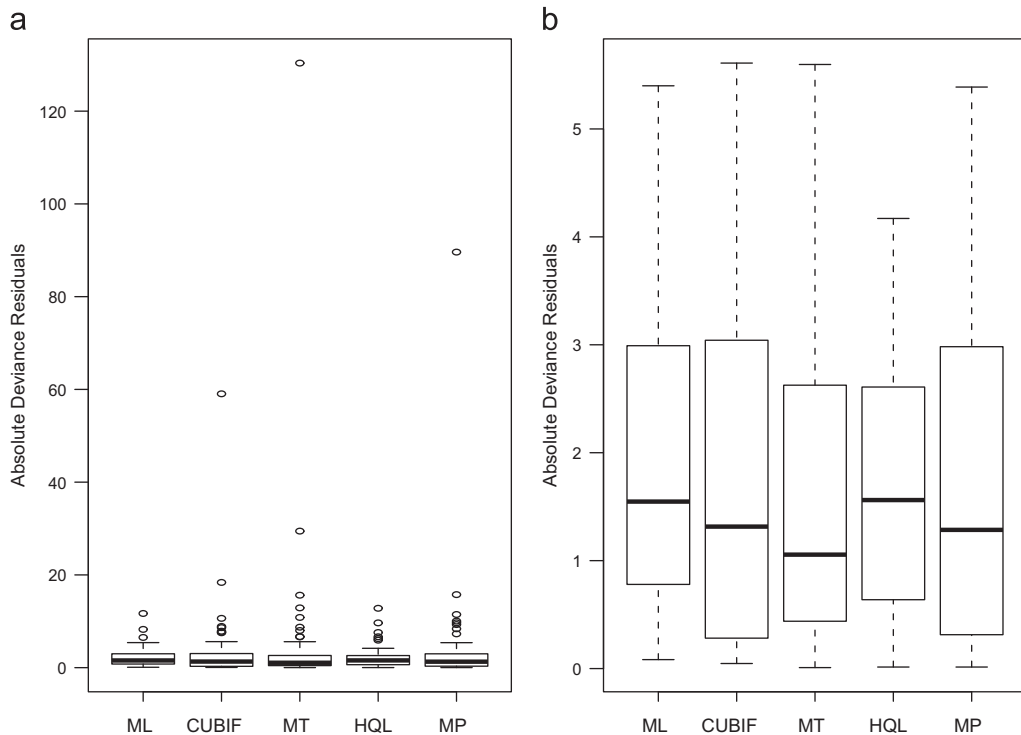 a
Absolute Deviance Residuals
120
100
80
60
40
20
0
ML CUBIF MT HQL MP
b
Absolute Deviance Residuals
5
4
3
2
1
0
ML CUBIF MT HQL MP